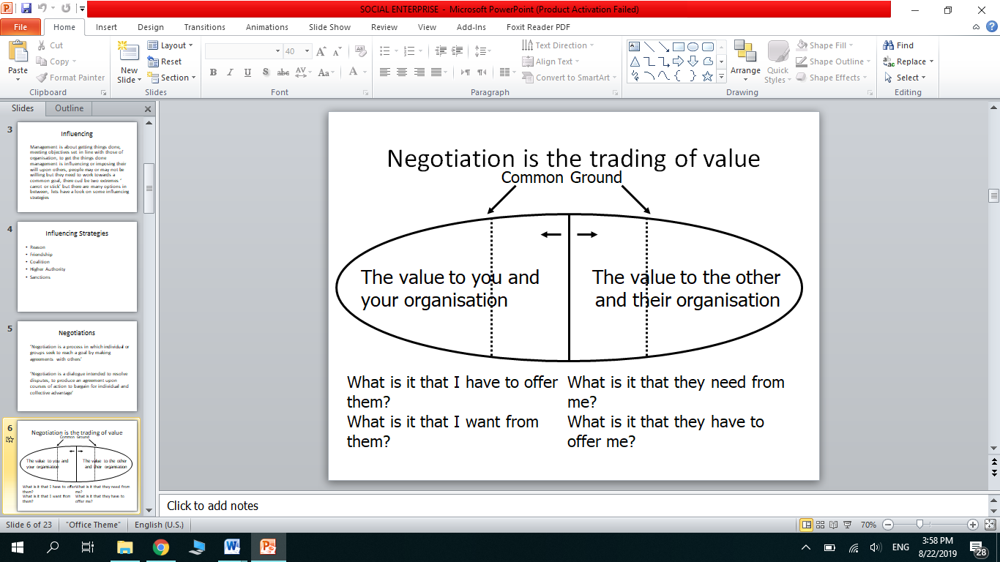 SOCIAL ENTERPRISE - Microsoft PowerPoint (Product Activation Failed)
File Home Insert Design Transitions Animations Slide Show Review View Add-Ins Foxit Reader PDF
Paste
Cut
Copy
Format Painter
Clipboard
New
Slide
Layout
Reset
Section
Slides
40
B I U S abc AV Aa A
Font
Text Direction
Align Text
Convert to SmartArt
Paragraph
Arrange
Quick
Styles
Shape Fill
Shape Outline
Shape Effects
Drawing
Find
Replace
Select
Editing
Slides Outline
3
Influencing
Management is about getting things done,
meeting objectives set in line with those of
organisation, to get the things done
management is influencing or imposing their
will upon others, people may or may not be
willing but they need to work towards a
common goal, there cud be two extremes '
carrot or stick' but there are many options in
between, lets have a look on some influencing
strategies
4
Influencing Strategies
• Reason
• Friendship
• Coalition
• Higher Authority
• Sanctions
5
Negotiations
'Negotiation is a process in which individual or
groups seek to reach a goal by making
agreements with others'
'Negotiation is a dialogue intended to resolve
disputes, to produce an agreement upon
courses of action to bargain for individual and
collective advantage'
6
Negotiation is the trading of value
Common Ground
The value to you and
your organisation
The value to the other
and their organisation
What is it that I have to offer
them?
What is it that I want from
them?
What is it that they need from
me?
What is it that they have to
offer me?
Negotiation is the trading of value
Common Ground
The value to you and
your organisation
The value to the other
and their organisation
What is it that I have to offer
them?
What is it that I want from
them?
What is it that they need from
me?
What is it that they have to
offer me?
Click to add notes
Slide 6 of 23 "Office Theme" English (U.S.) 70%
ENG
3:58 PM
8/22/2019
28